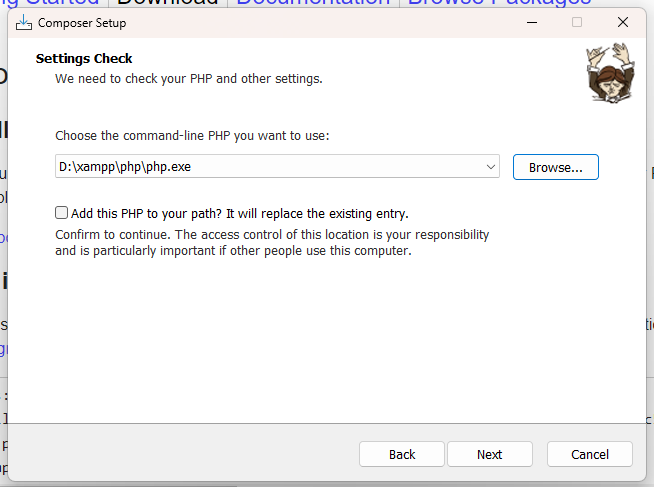 ng Started Download Documentation Browse Packages
Composer Setup
Settings Check
We need to check your PHP and other settings.
Choose the command-line PHP you want to use:
D:\xampp\php\php.exe
Browse...
Add this PHP to your path? It will replace the existing entry.
Confirm to continue. The access control of this location is your responsibility
and is particularly important if other people use this computer.
Back Next Cancel